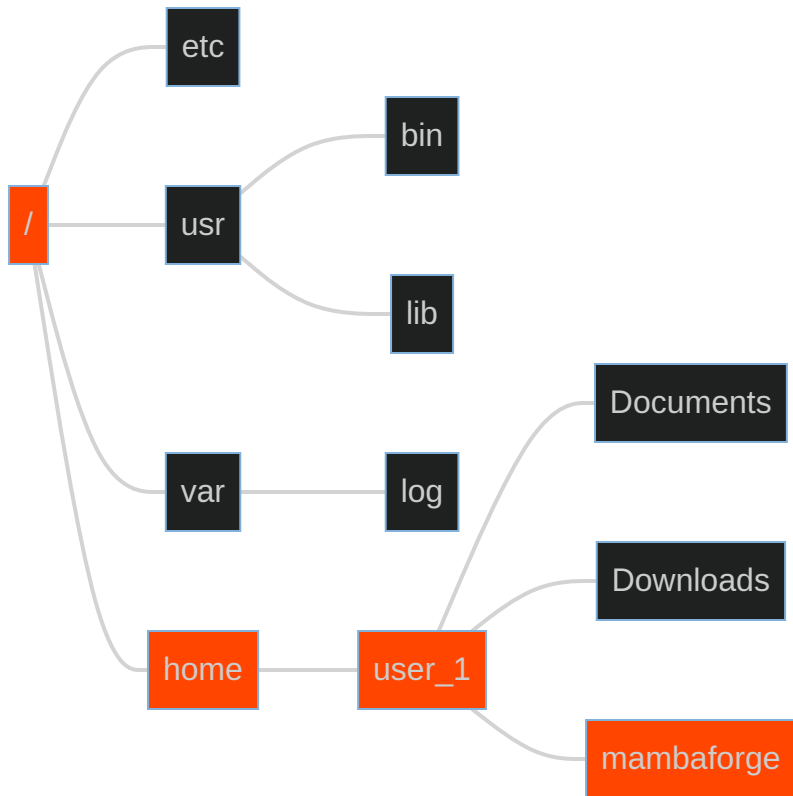 etc
bin
/
usr
lib
Documents
var
log
Downloads
home
user_1
mambaforge